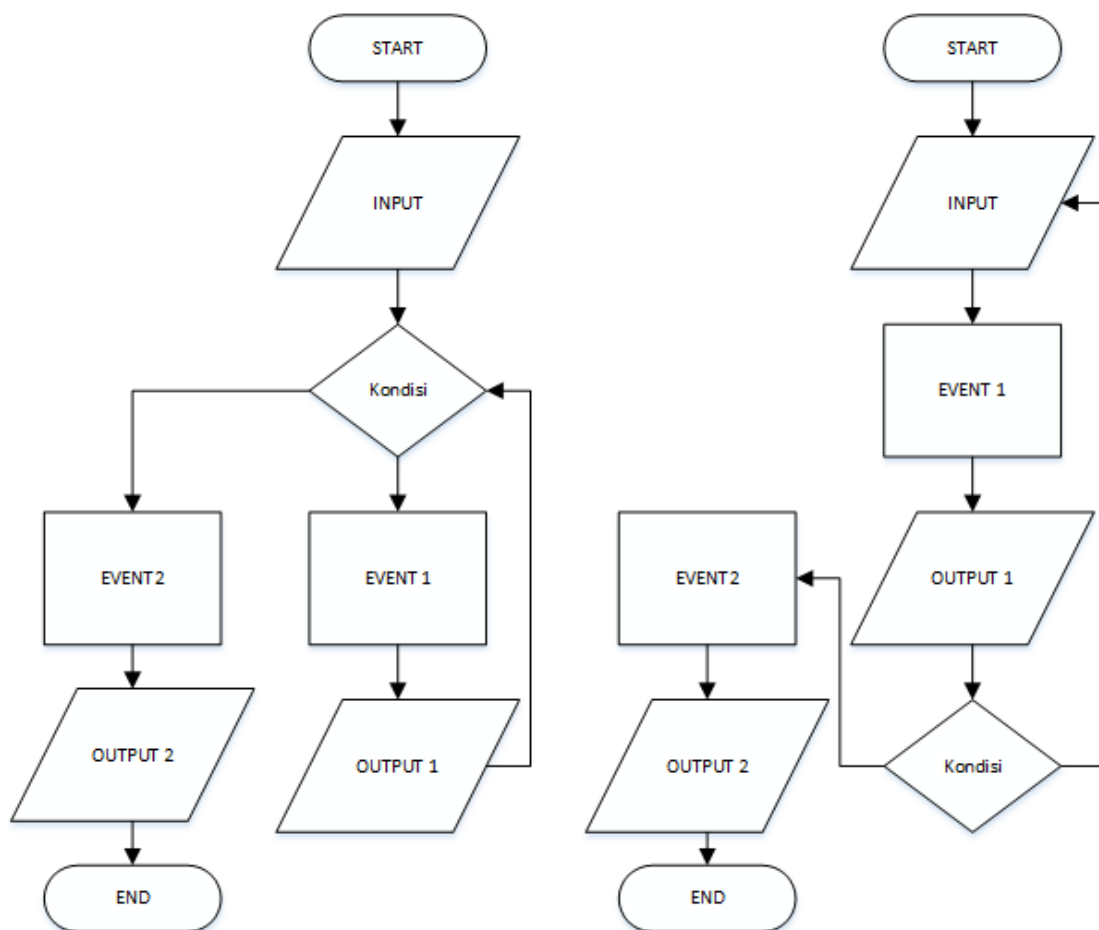 START
INPUT
Kondisi
EVENT 2
EVENT 1
OUTPUT 2
OUTPUT 1
END
START
INPUT
EVENT 1
OUTPUT 1
EVENT 2
Kondisi
OUTPUT 2
END